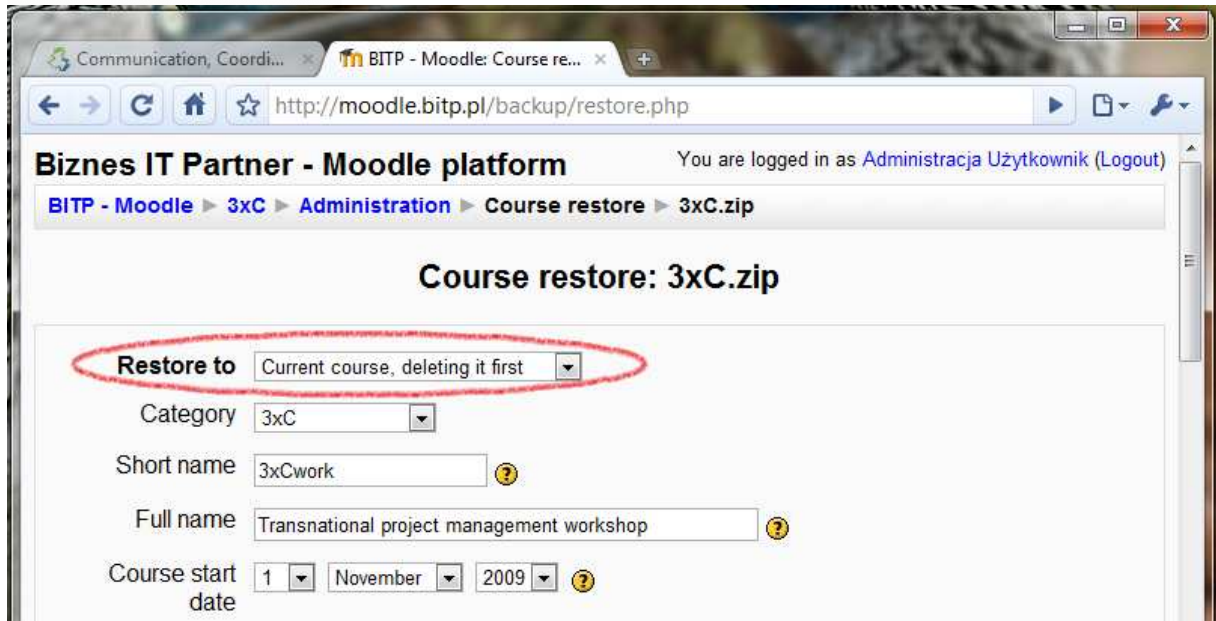 Communication, Coordi...
BITP - Moodle: Course re...
http://moodle.bitp.pl/backup/restore.php
Biznes IT Partner - Moodle platform
You are logged in as Administracja Użytkownik (Logout)
BITP - Moodle ► 3xC ► Administration ► Course restore ► 3xC.zip
Course restore: 3xC.zip
Restore to Current course, deleting it first
Category 3xC
Short name 3xCwork
Full name Transnational project management workshop
Course start date 1 November 2009